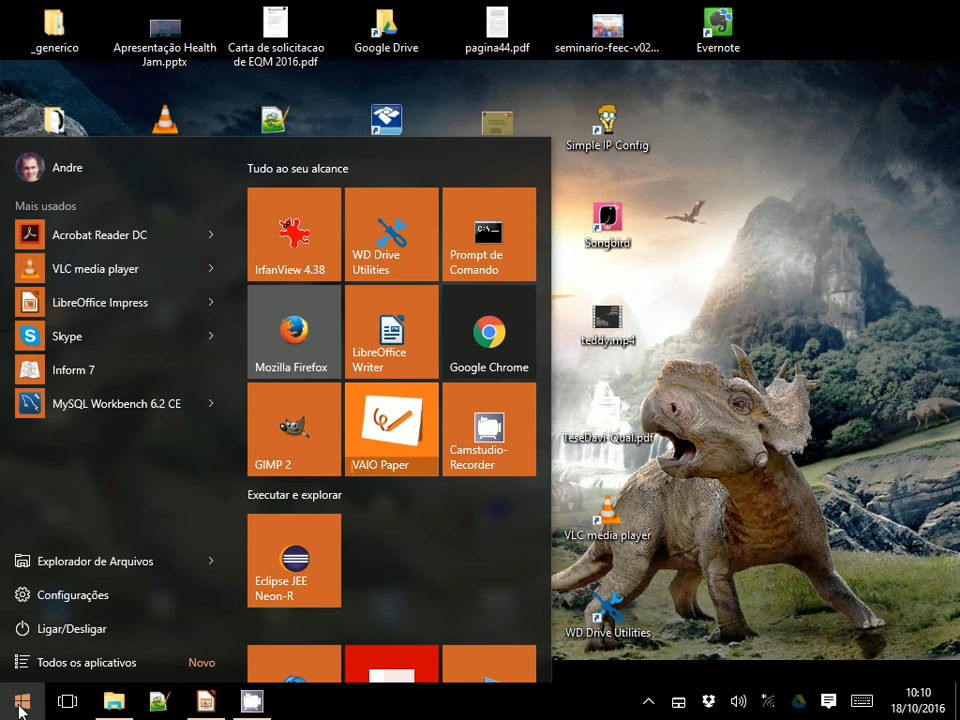 _generico
Apresentação Health
Jam.pptx
Carta de solicitacao
de EQM 2016.pdf
Google Drive
pagina44.pdf
seminario-feec-v02...
Evernote
Simple IP Config
Andre
Tudo ao seu alcance
Mais usados
Acrobat Reader DC
VLC media player
LibreOffice Impress
Skype
Inform 7
MySQL Workbench 6.2 CE
IrfanView 4.38
WD Drive
Utilities
C:\_
Prompt de
Comando
Mozilla Firefox
LibreOffice
Writer
Google Chrome
GIMP 2
VAIO Paper
Camstudio-
Recorder
Executar e explorar
Eclipse JEE
Neon-R
Songbird
teddy.mp4
TeseDavi-Qual.pdf
VLC media player
WD Drive Utilities
Explorador de Arquivos
Configurações
Ligar/Desligar
Todos os aplicativos
Novo
10:10
18/10/2016